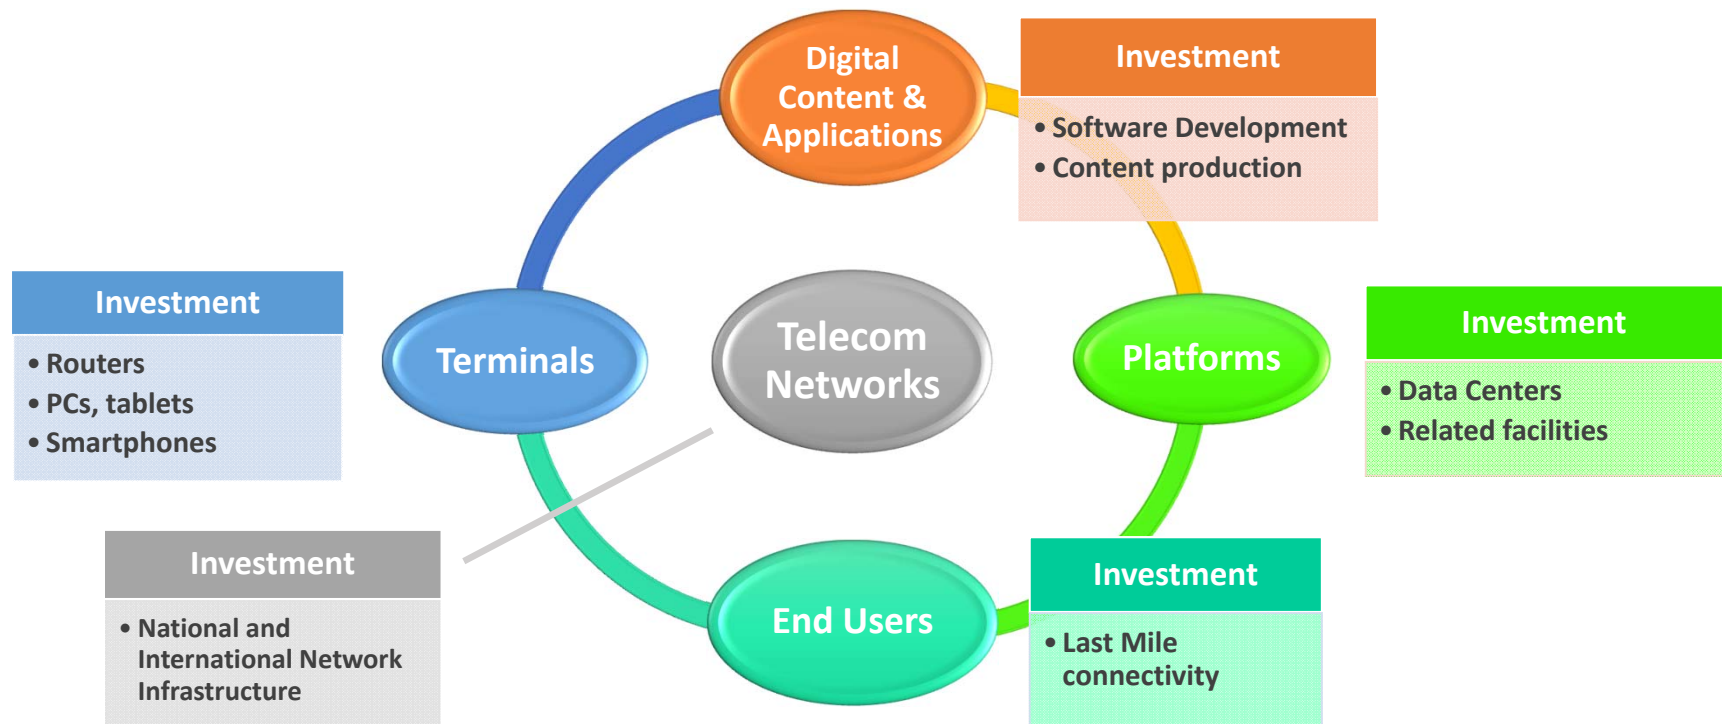 Digital
Content &
Applications
Investment
• Software Development
• Content production
Investment
• Routers
• PCs, tablets
• Smartphones
Terminals
Telecom
Networks
Platforms
Investment
• Data Centers
• Related facilities
Investment
• National and
International Network
Infrastructure
End Users
Investment
• Last Mile
connectivity